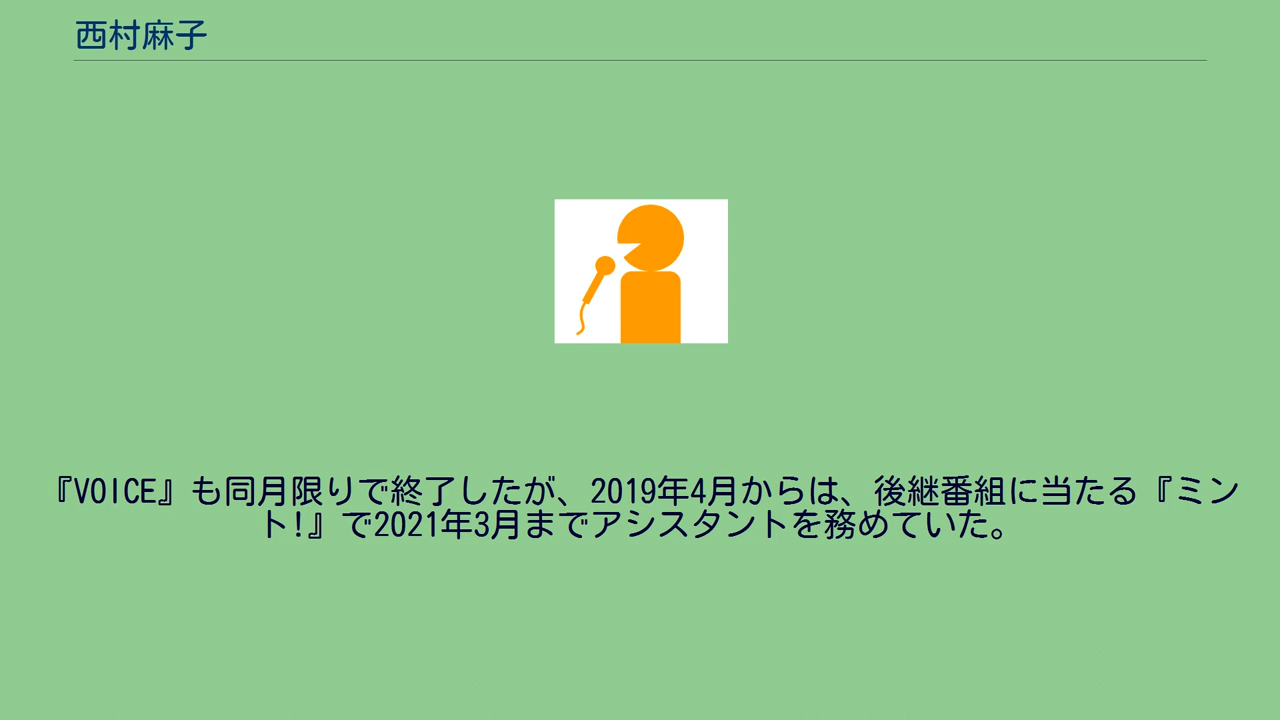 西村麻子
『VOICE』も同月限りで終了したが、2019年4月からは、後継番組に当たる『ミン
ト!』で2021年3月までアシスタントを務めていた。